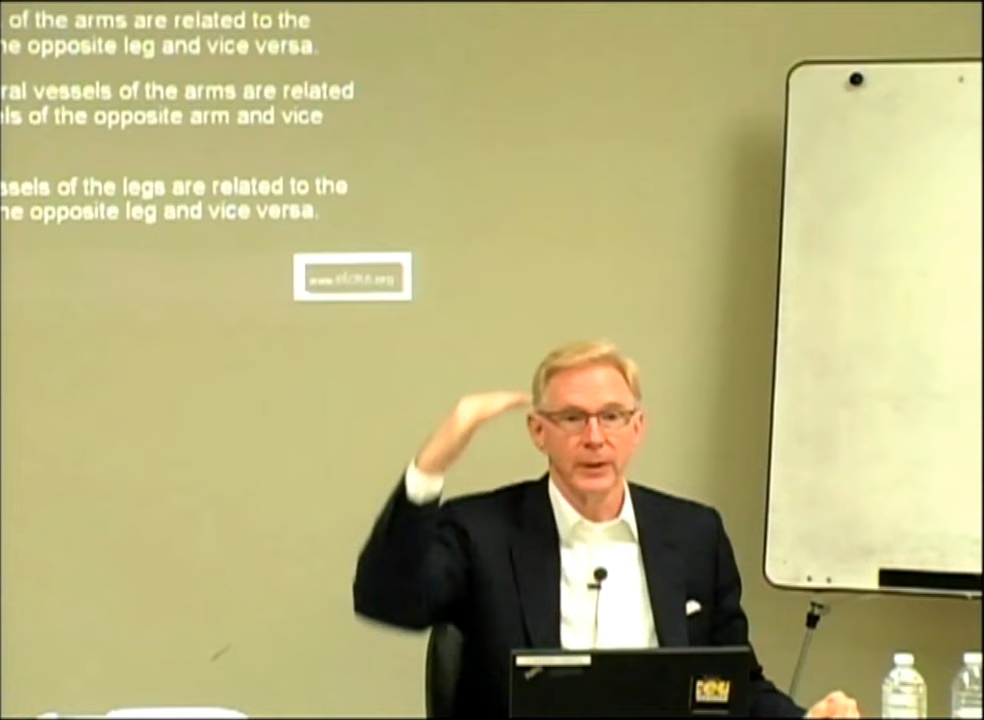 of the arms are related to the
he opposite leg and vice versa.
ral vessels of the arms are related
els of the opposite arm and vice
ssels of the legs are related to the
he opposite leg and vice versa.